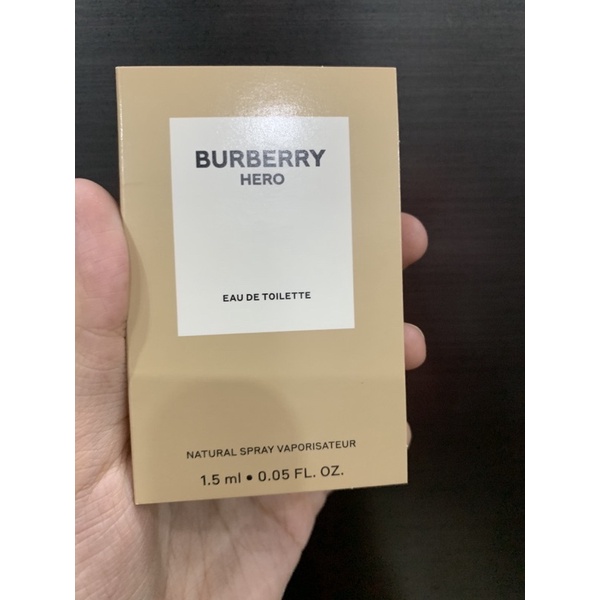 BURBERRY
HERO
EAU DE TOILETTE
NATURAL SPRAY VAPORISATEUR
1.5 ml • 0.05 FL. OZ.